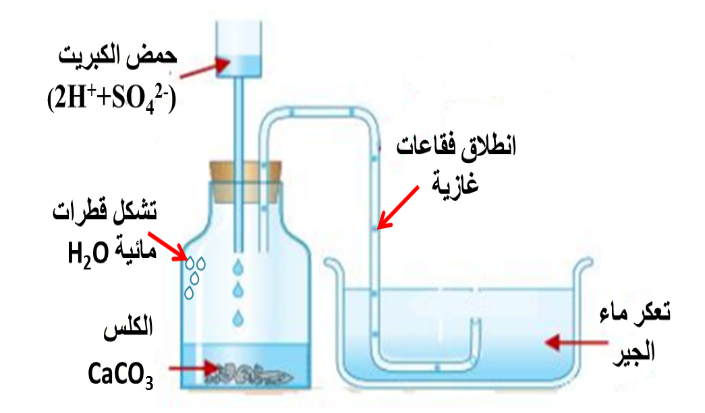 حمض الكبريت
(2H⁺+SO₄²⁻)
انطلاق فقاعات
غازية
تشكل قطرات
مائية H₂O
الكلس
CaCO₃
تعكر ماء
الجير